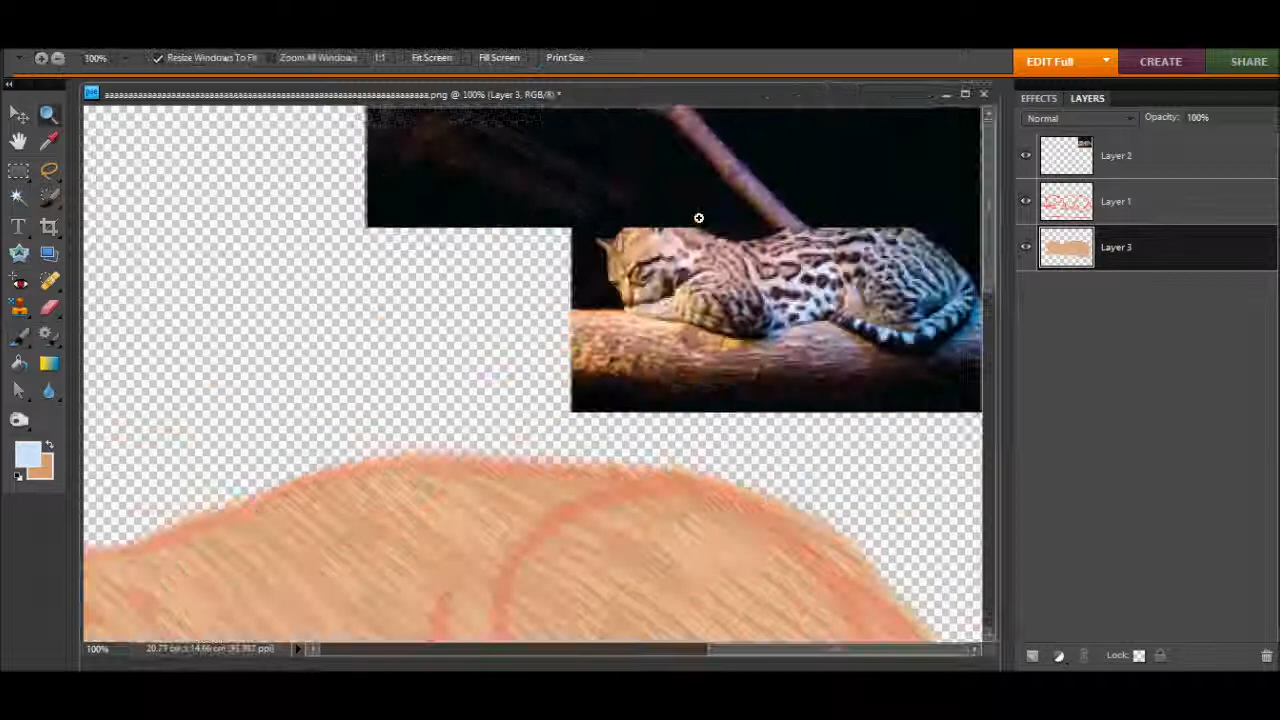 100% Resize Windows To Fit Zoom All Windows 1:1 Fit Screen Fill Screen Print Size
EDIT Full CREATE SHARE
pse .png @ 100% (Layer 3, RGB/8) *
EFFECTS LAYERS
Normal Opacity: 100%
Layer 2
Layer 1
Layer 3
100%
Lock: